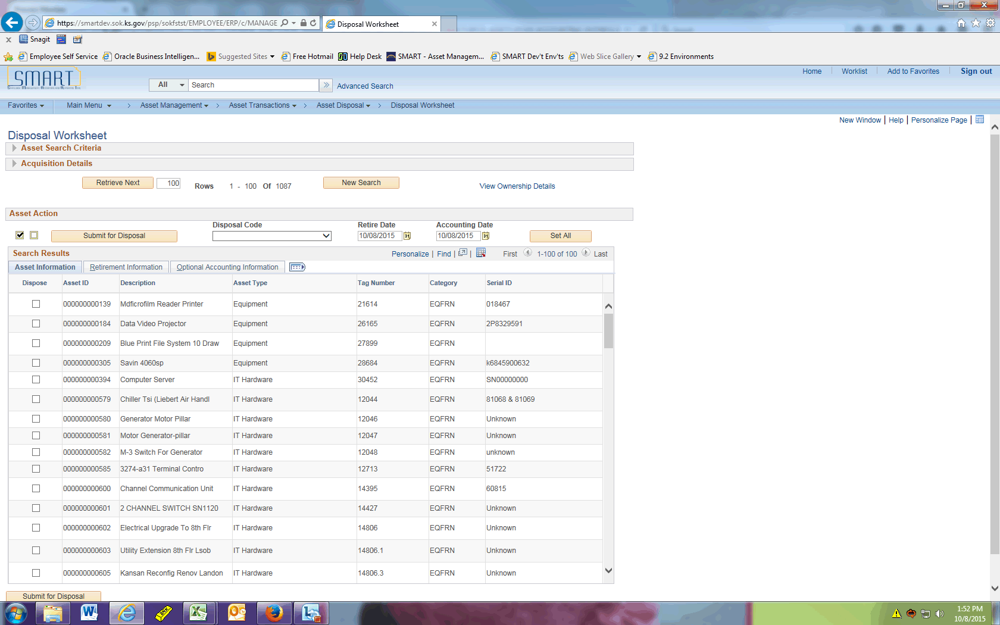 https://smartdev.sok.ks.gov/psp/sokfstst/EMPLOYEE/ERP/c/MANAGE
Disposal Worksheet
x Snagit
Employee Self Service Oracle Business Intelligen... Suggested Sites Free Hotmail Help Desk SMART - Asset Managem... SMART Dev't Env'ts Web Slice Gallery 9.2 Environments
SMART
All Search Advanced Search
Home Worklist Add to Favorites Sign out
Favorites Main Menu > Asset Management > Asset Transactions > Asset Disposal > Disposal Worksheet
New Window | Help | Personalize Page |
Disposal Worksheet
Asset Search Criteria
Acquisition Details
Retrieve Next 100 Rows 1 - 100 Of 1087 New Search View Ownership Details
Asset Action
Disposal Code Retire Date Accounting Date
Submit for Disposal 10/08/2015 31 10/08/2015 31 Set All
Search Results Personalize | Find | | First 1-100 of 100 Last
Asset Information Retirement Information Optional Accounting Information
Dispose Asset ID Description Asset Type Tag Number Category Serial ID
000000000139 Mdficrofilm Reader Printer Equipment 21614 EQFRN 018467
000000000184 Data Video Projector Equipment 26165 EQFRN 2P8329591
000000000209 Blue Print File System 10 Draw Equipment 27899 EQFRN
000000000305 Savin 4060sp Equipment 28684 EQFRN k6845900632
000000000394 Computer Server IT Hardware 30452 EQFRN SN00000000
000000000579 Chiller Tsi (Liebert Air Handl IT Hardware 12044 EQFRN 81068 & 81069
000000000580 Generator Motor Pillar IT Hardware 12046 EQFRN Unknown
000000000581 Motor Generator-pillar IT Hardware 12047 EQFRN Unknown
000000000582 M-3 Switch For Generator IT Hardware 12048 EQFRN unknown
000000000585 3274-a31 Terminal Contro IT Hardware 12713 EQFRN 51722
000000000600 Channel Communication Unit IT Hardware 14395 EQFRN 60815
000000000601 2 CHANNEL SWITCH SN1120 IT Hardware 14427 EQFRN Unknown
000000000602 Electrical Upgrade To 8th Flr IT Hardware 14806 EQFRN Unknown
000000000603 Utility Extension 8th Flr Lsob IT Hardware 14806.1 EQFRN Unknown
000000000605 Kansan Reconfig Renov Landon IT Hardware 14806.3 EQFRN Unknown
Submit for Disposal
1:52 PM
10/8/2015